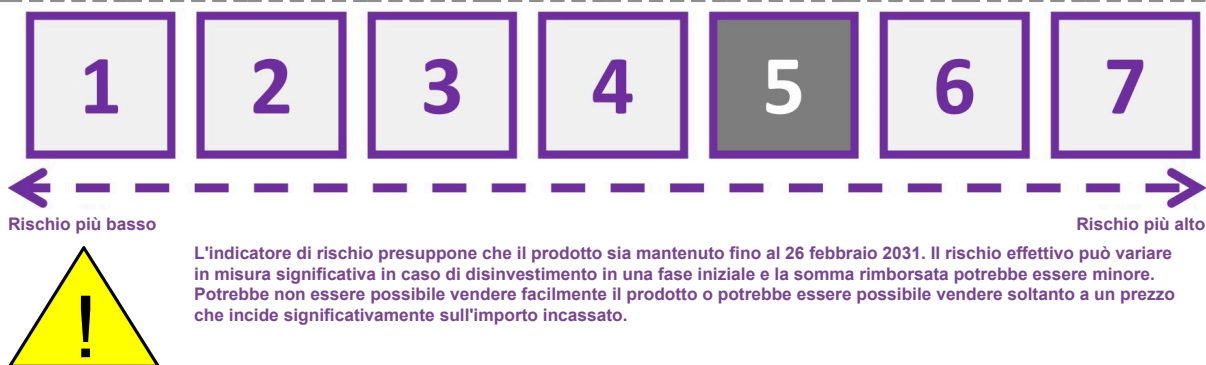 1 2 3 4 5 6 7
Rischio più basso Rischio più alto
L'indicatore di rischio presuppone che il prodotto sia mantenuto fino al 26 febbraio 2031. Il rischio effettivo può variare
in misura significativa in caso di disinvestimento in una fase iniziale e la somma rimborsata potrebbe essere minore.
Potrebbe non essere possibile vendere facilmente il prodotto o potrebbe essere possibile vendere soltanto a un prezzo
che incide significativamente sull'importo incassato.
!